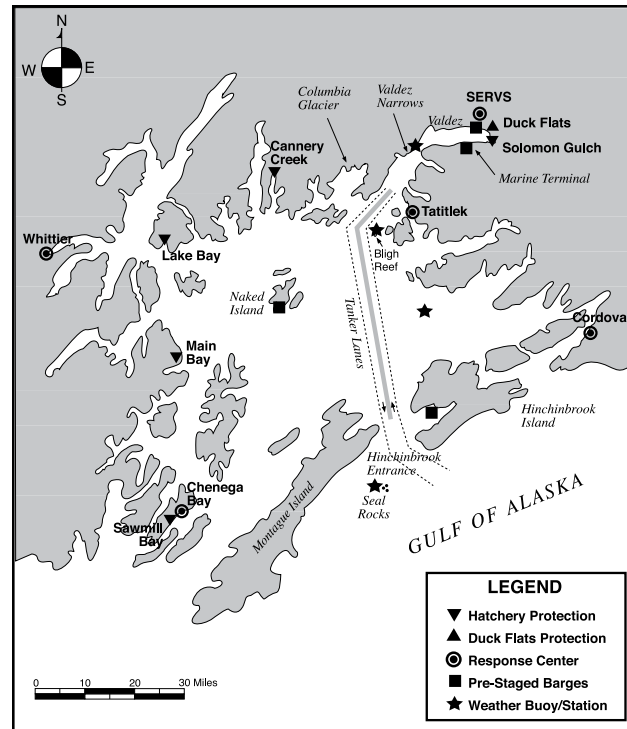 N
W
E
S
Columbia
Glacier
Valdez
Narrows
SERVS
Valdez
Duck Flats
Solomon Gulch
Marine Terminal
Cannery
Creek
Tatitlek
Whittier
Lake Bay
Bligh
Reef
Naked
Island
Tanker Lanes
Cordova
Main
Bay
Hinchinbrook
Island
Hinchinbrook
Entrance
Chenega
Bay
Sawmill
Bay
Montague Island
Seal
Rocks
GULF OF ALASKA
LEGEND
Hatchery Protection
Duck Flats Protection
Response Center
Pre-Staged Barges
Weather Buoy/Station
0 10 20 30 Miles